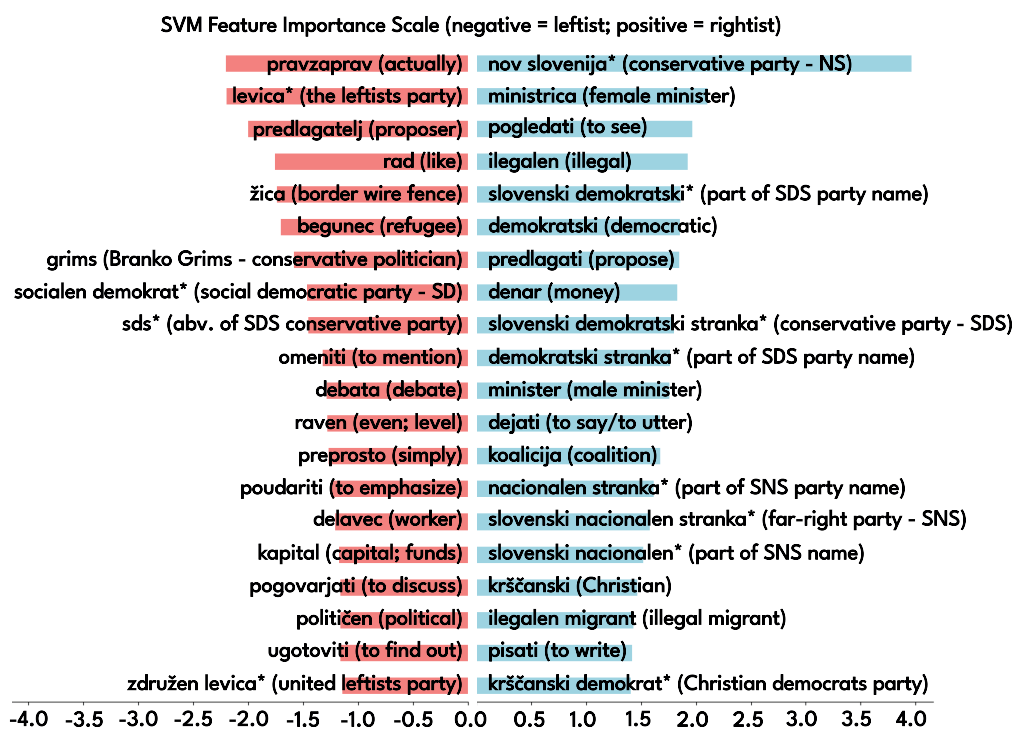 SVM Feature Importance Scale (negative = leftist; positive = rightist)
pravzaprav (actually) nov slovenija* (conservative party - NS)
levica* (the leftists party) ministrica (female minister)
predlagatelj (proposer) pogledati (to see)
rad (like) ilegalen (illegal)
žica (border wire fence) slovenski demokratski* (part of SDS party name)
begunec (refugee) demokratski (democratic)
grims (Branko Grims - conservative politician) predlagati (propose)
socialen demokrat* (social democratic party - SD) denar (money)
sds* (abv. of SDS conservative party) slovenski demokratski stranka* (conservative party - SDS)
omeniti (to mention) demokratski stranka* (part of SDS party name)
debata (debate) minister (male minister)
raven (even; level) dejati (to say/to utter)
preprosto (simply) koalicija (coalition)
poudariti (to emphasize) nacionalen stranka* (part of SNS party name)
delavec (worker) slovenski nacionalen stranka* (far-right party - SNS)
kapital (capital; funds) slovenski nacionalen* (part of SNS name)
pogovarjati (to discuss) krščanski (Christian)
političen (political) ilegalen migrant (illegal migrant)
ugotoviti (to find out) pisati (to write)
združen levica* (united leftists party) krščanski demokrat* (Christian democrats party)
-4.0 -3.5 -3.0 -2.5 -2.0 -1.5 -1.0 -0.5 0.0 0.5 1.0 1.5 2.0 2.5 3.0 3.5 4.0